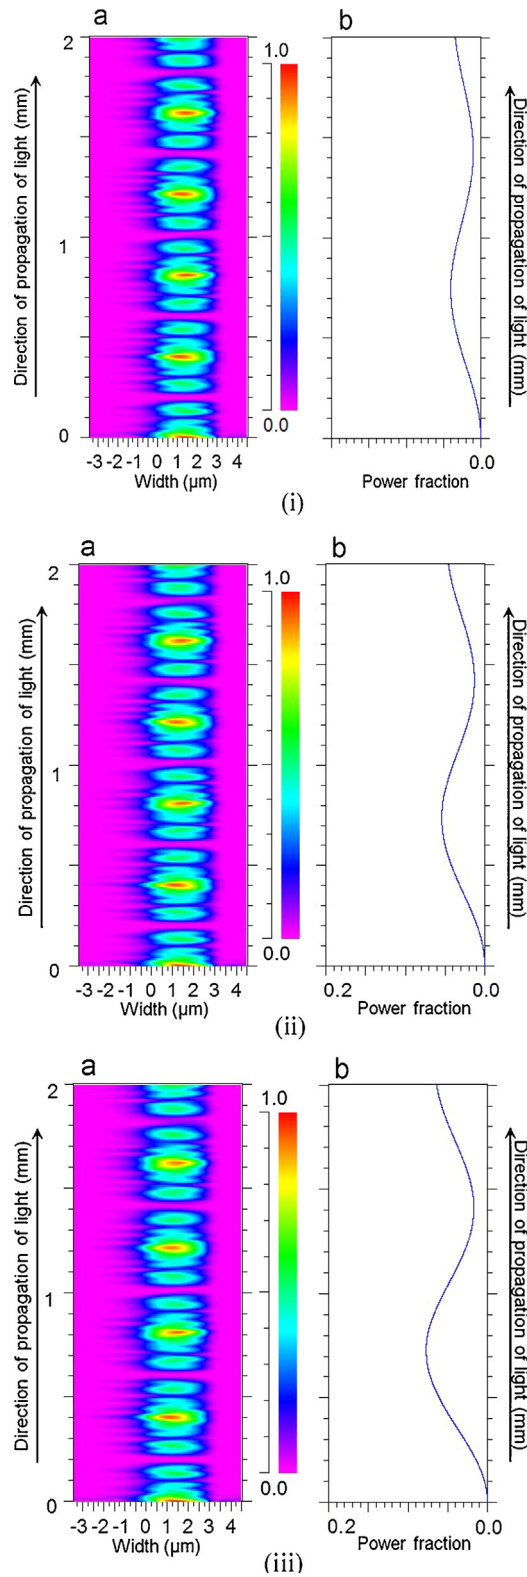 a
b
2
1
0
Direction of propagation of light (mm)
1.0
0.0
-3 -2 -1 0 1 2 3 4
Width (µm)
0.0
Power fraction
Direction of propagation of light (mm)
(i)
a
b
2
1
0
Direction of propagation of light (mm)
1.0
0.0
-3 -2 -1 0 1 2 3 4
Width (µm)
0.2 0.0
Power fraction
Direction of propagation of light (mm)
(ii)
a
b
2
1
0
Direction of propagation of light (mm)
1.0
0.0
-3 -2 -1 0 1 2 3 4
Width (µm)
0.2 0.0
Power fraction
Direction of propagation of light (mm)
(iii)